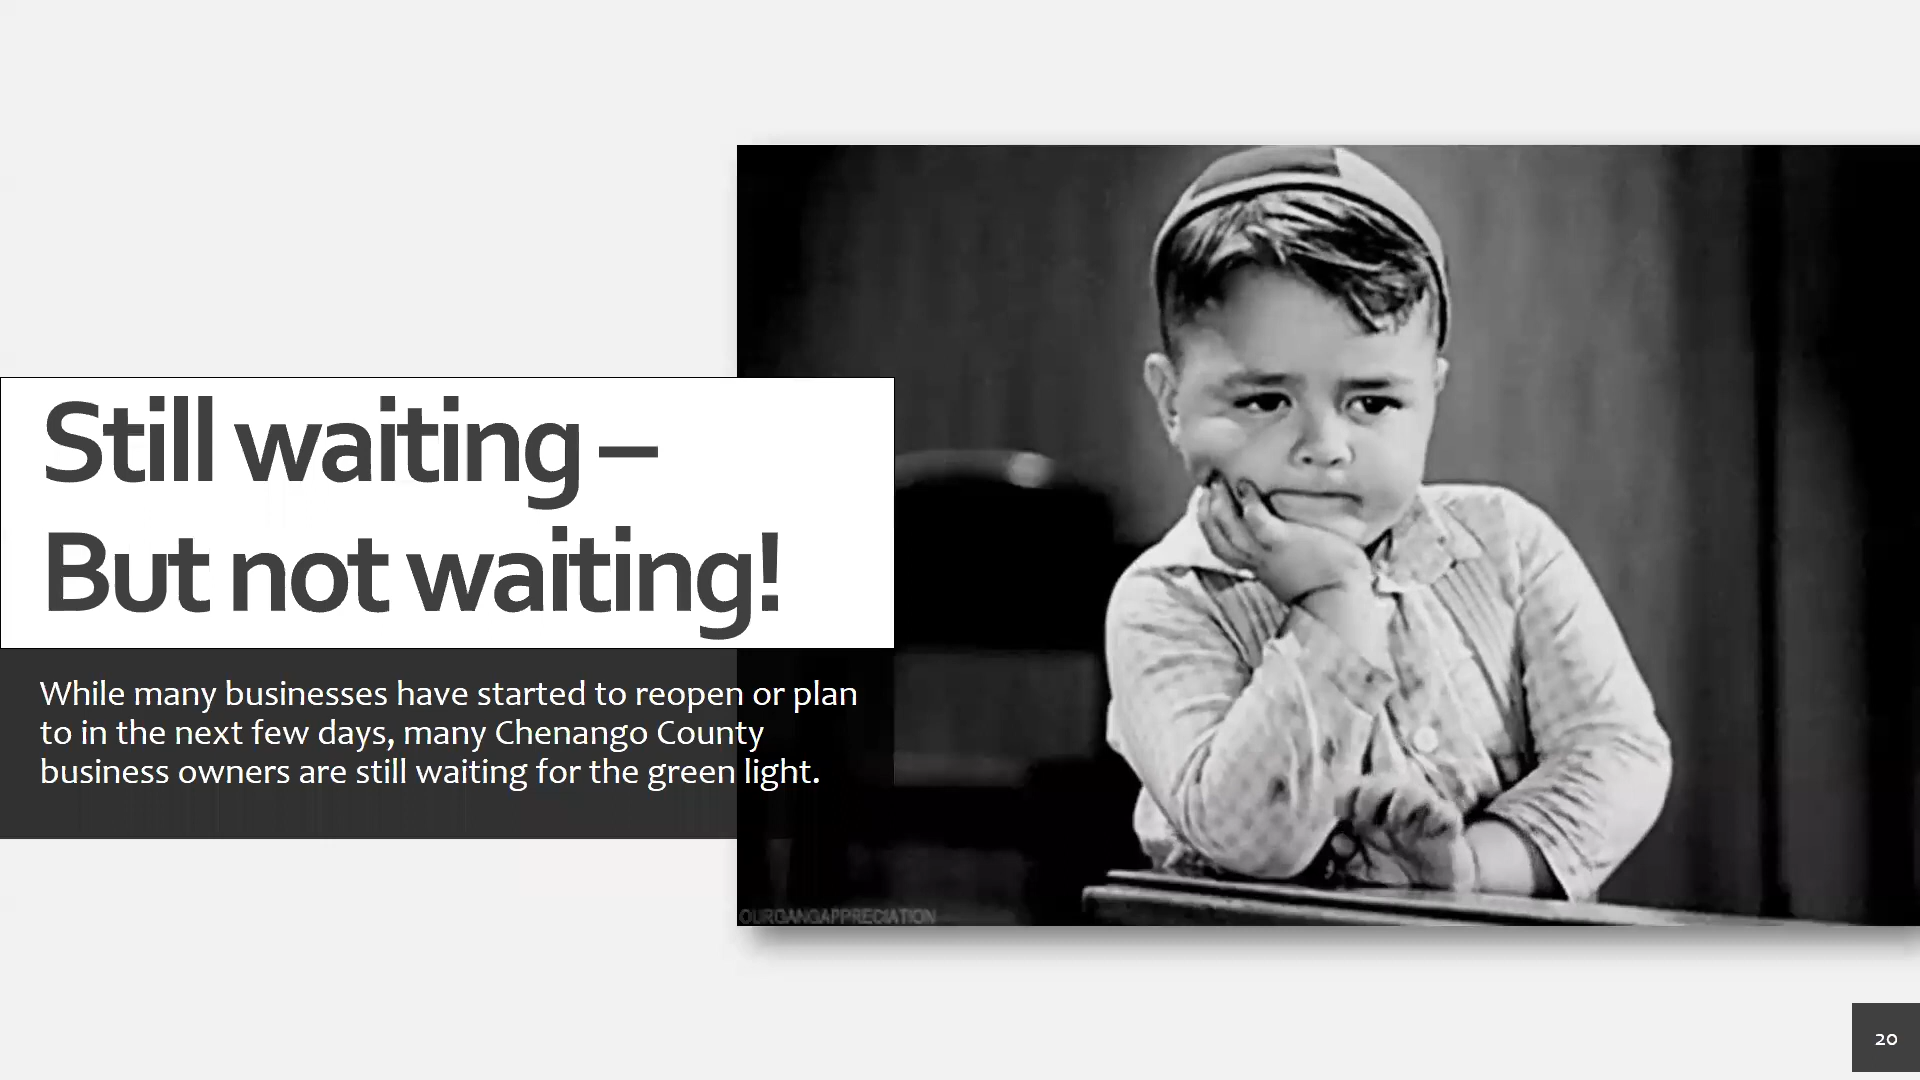 Still waiting –
But not waiting!
While many businesses have started to reopen or plan
to in the next few days, many Chenango County
business owners are still waiting for the green light.
OURGANGAPPRECIATION
20